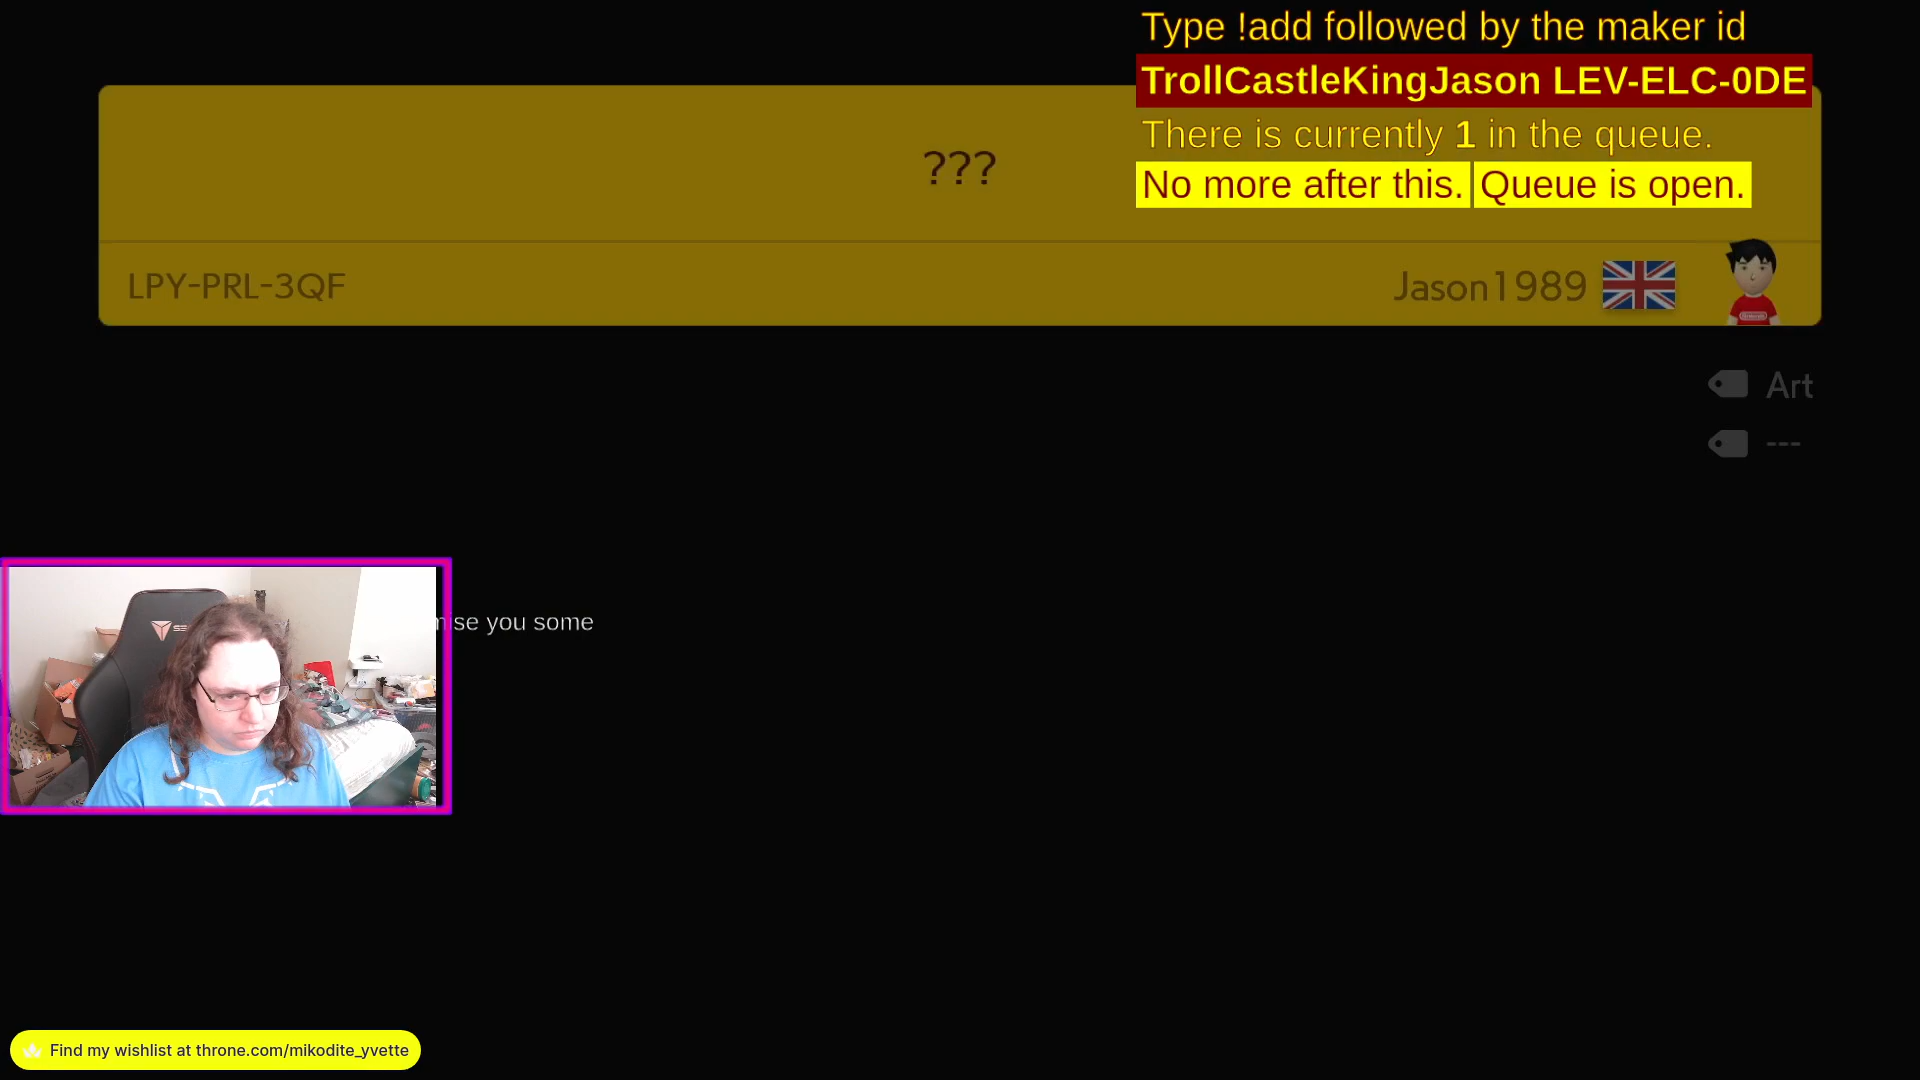 Type !add followed by the maker id
TrollCastleKingJason LEV-ELC-0DE
There is currently 1 in the queue.
No more after this. Queue is open.
???
LPY-PRL-3QF
Jason1989
Art
---
you some
Find my wishlist at throne.com/mikodite_yvette